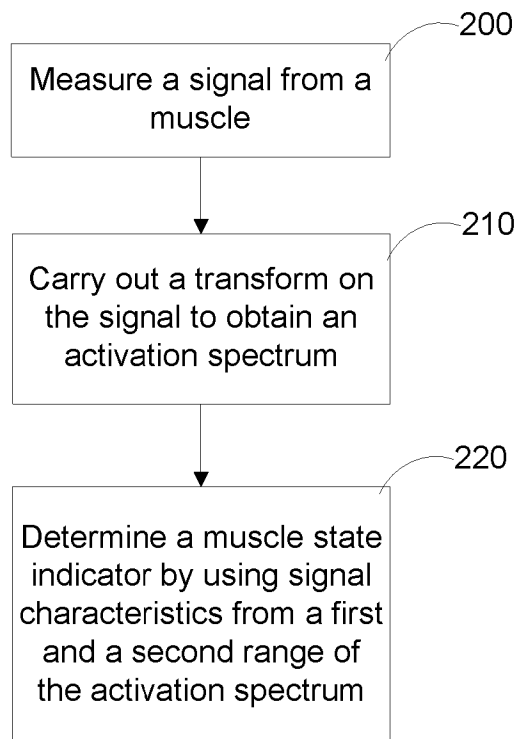 200
Measure a signal from a
muscle
210
Carry out a transform on
the signal to obtain an
activation spectrum
220
Determine a muscle state
indicator by using signal
characteristics from a first
and a second range of
the activation spectrum